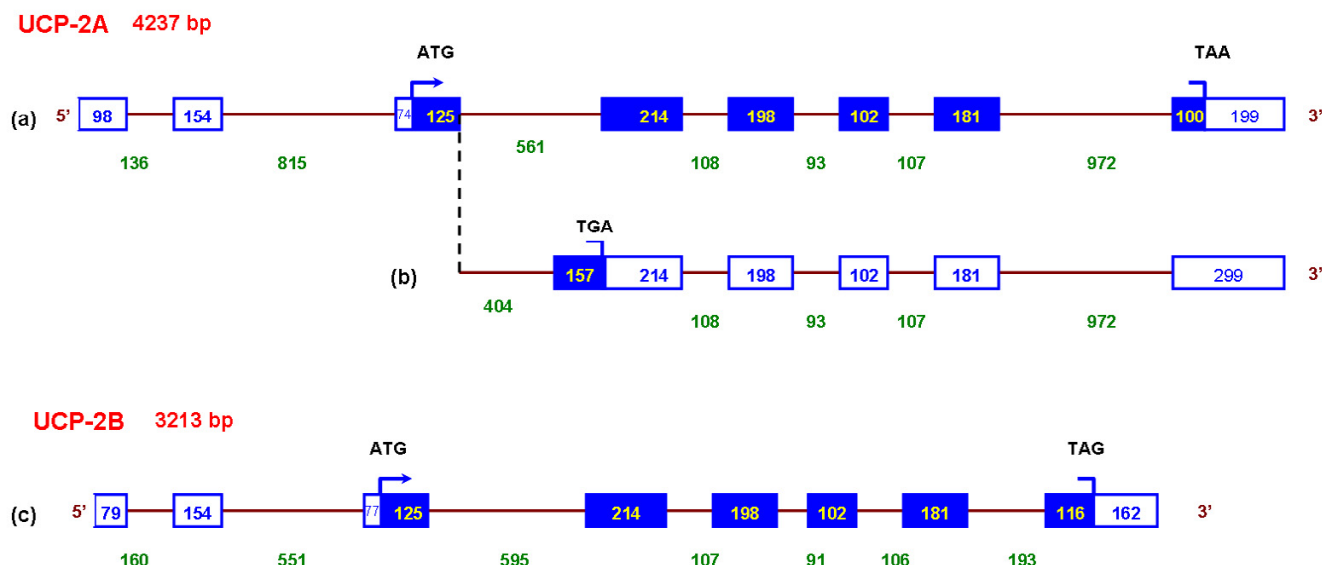 UCP-2A 4237 bp
ATG TAA
(a) 5’ 98 154 74 125 214 198 102 181 100 199 3’
136 815 561 108 93 107 972
TGA
(b) 157 214 198 102 181 299 3’
404 108 93 107 972
UCP-2B 3213 bp
ATG TAG
(c) 5’ 79 154 77 125 214 198 102 181 116 162 3’
160 551 595 107 91 106 193